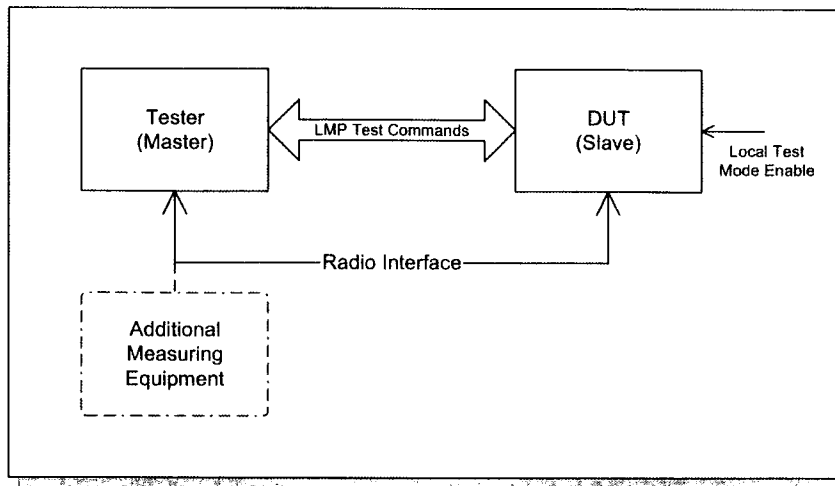 Tester
(Master)
LMP Test Commands
DUT
(Slave)
Local Test
Mode Enable
Radio Interface
Additional
Measuring
Equipment